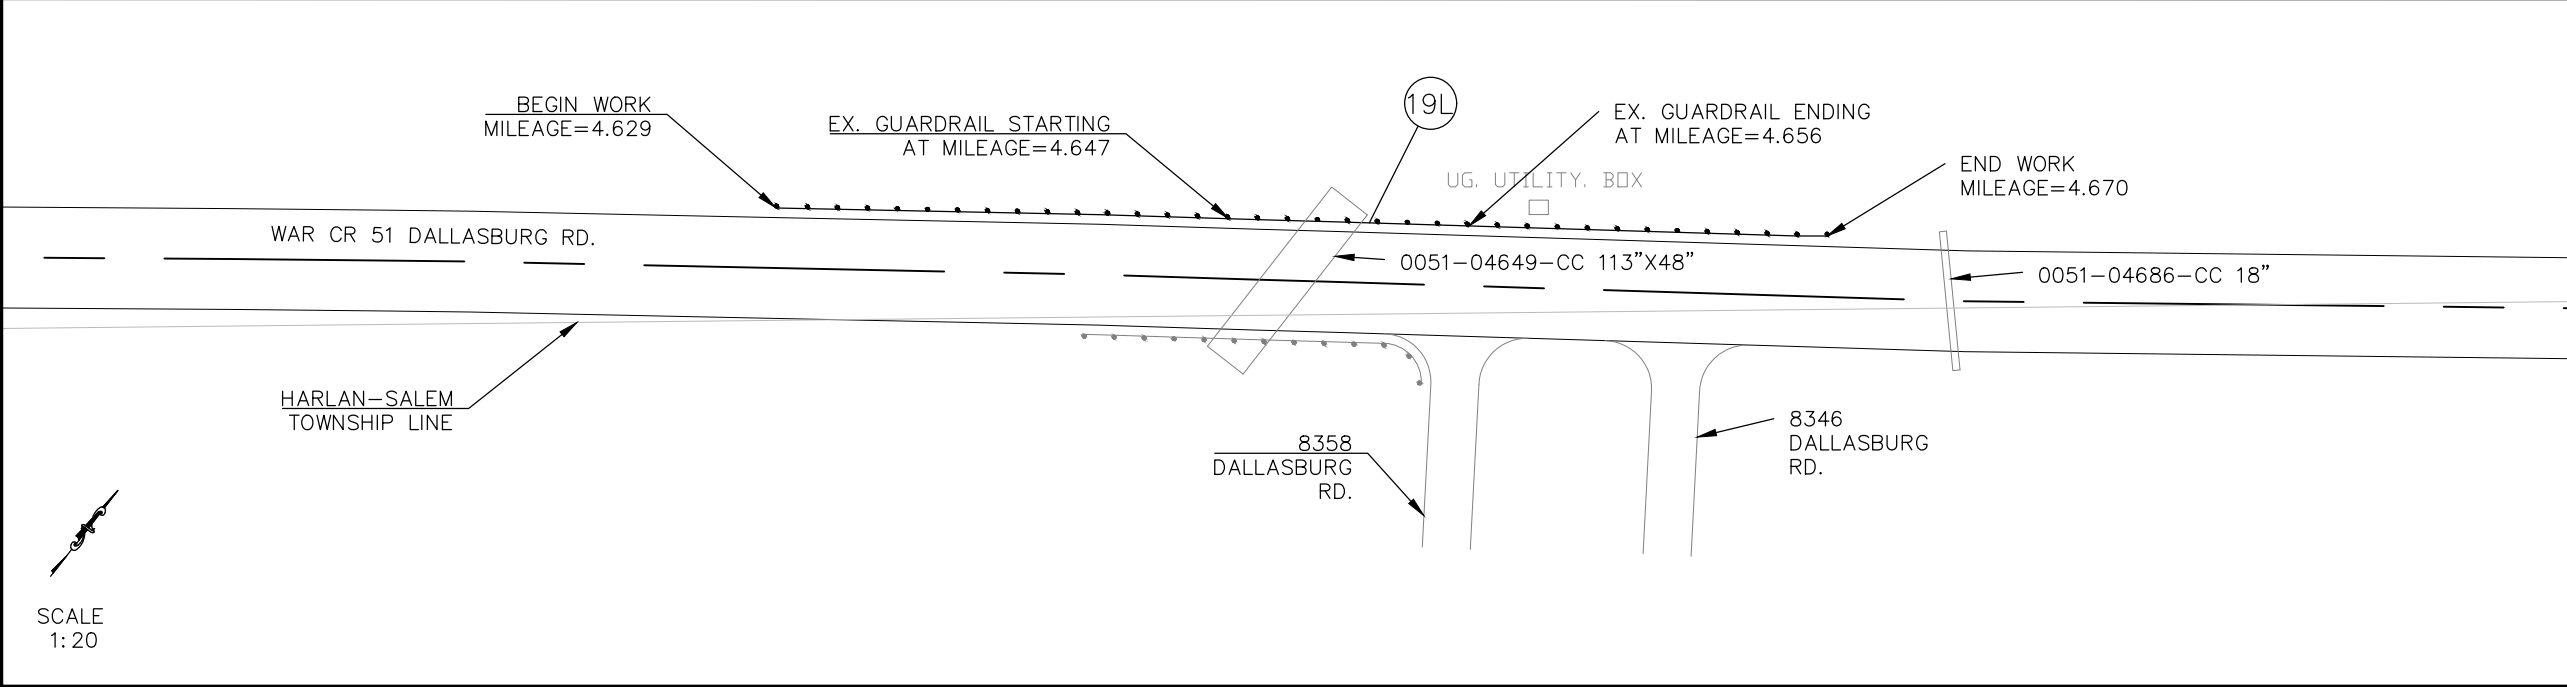 BEGIN WORK
MILEAGE=4.629
EX. GUARDRAIL STARTING
AT MILEAGE=4.647
19L
EX. GUARDRAIL ENDING
AT MILEAGE=4.656
UG. UTILITY. BOX
END WORK
MILEAGE=4.670
WAR CR 51 DALLASBURG RD.
0051-04649-CC 113”X48”
0051-04686-CC 18”
HARLAN-SALEM
TOWNSHIP LINE
8358
DALLASBURG
RD.
8346
DALLASBURG
RD.
SCALE
1:20